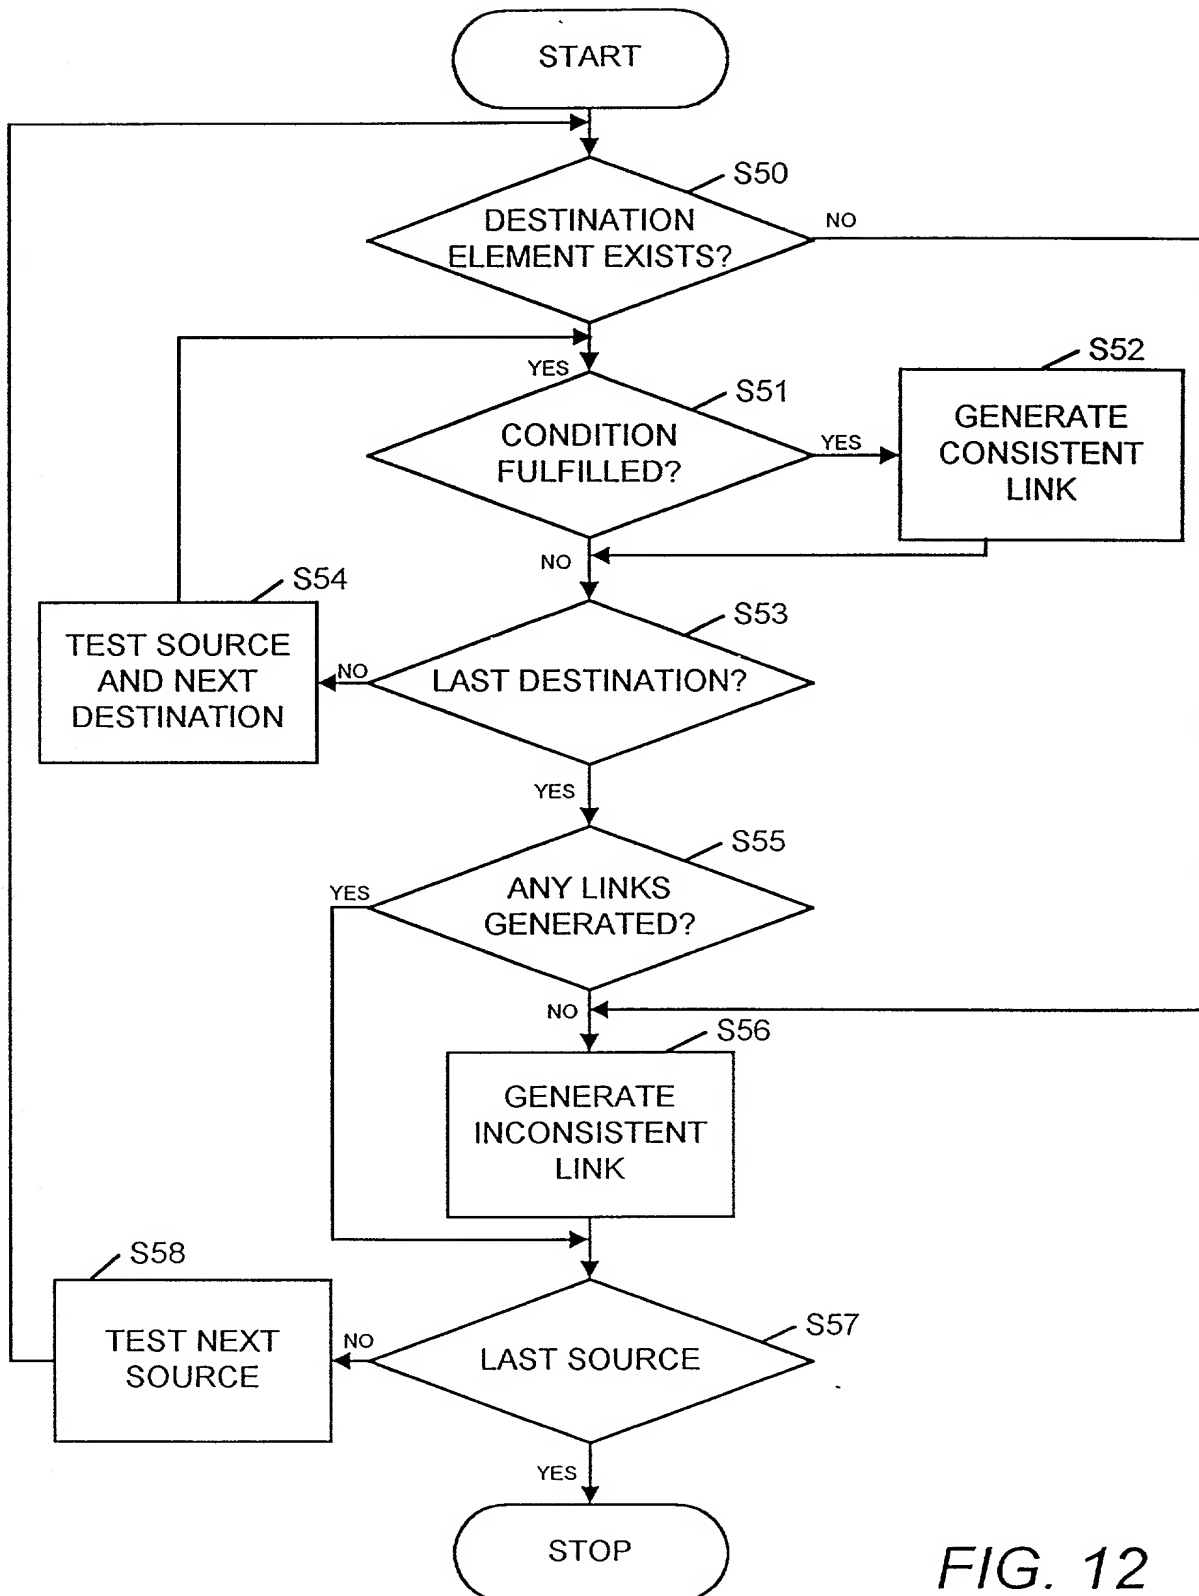 START
S50
DESTINATION
ELEMENT EXISTS?
NO
YES
S51
CONDITION
FULFILLED?
YES
S52
GENERATE
CONSISTENT
LINK
NO
S54
TEST SOURCE
AND NEXT
DESTINATION
NO
S53
LAST DESTINATION?
YES
S55
ANY LINKS
GENERATED?
YES
NO
S56
GENERATE
INCONSISTENT
LINK
S58
TEST NEXT
SOURCE
NO
S57
LAST SOURCE
YES
STOP
FIG. 12